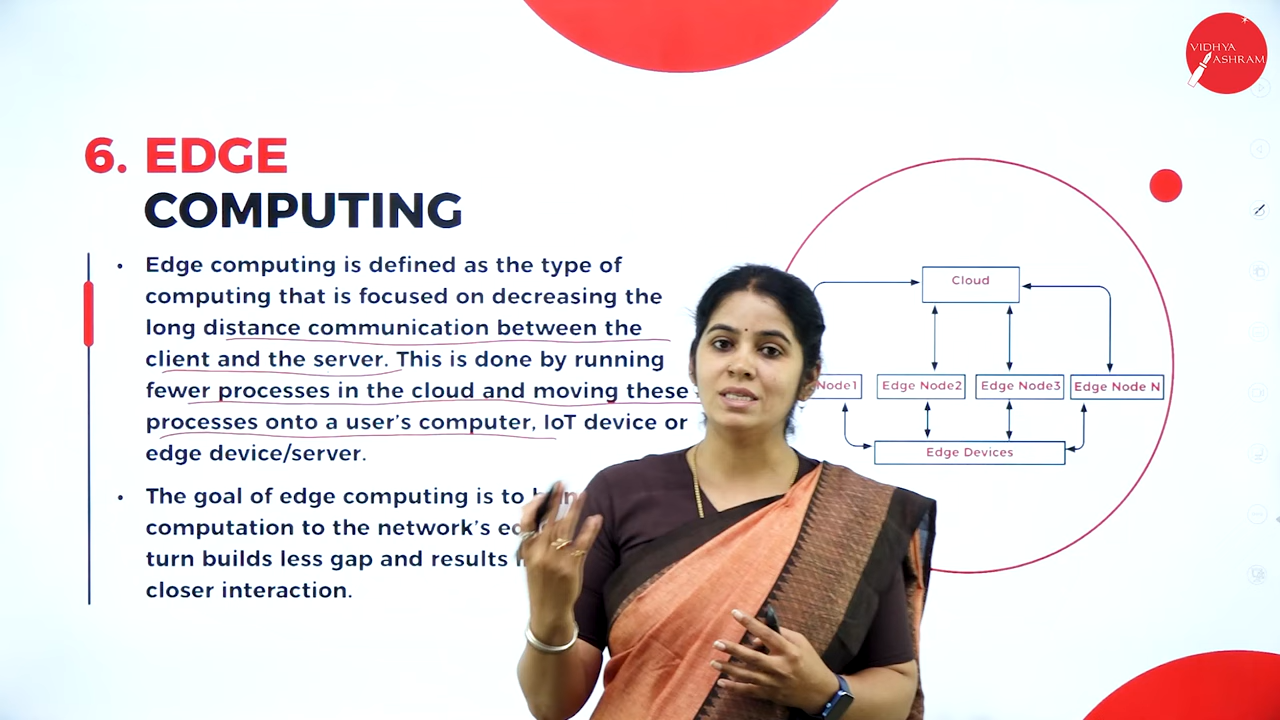 VIDHYA
ASHRAM
6. EDGE
COMPUTING
• Edge computing is defined as the type of
computing that is focused on decreasing the
long distance communication between the
client and the server. This is done by running
fewer processes in the cloud and moving these
processes onto a user's computer, IoT device or
edge device/server.
• The goal of edge computing is to
computation to the network's
turn builds less gap and results
closer interaction.
Cloud
Node1
Edge Node2
Edge Node3
Edge Node N
Edge Devices